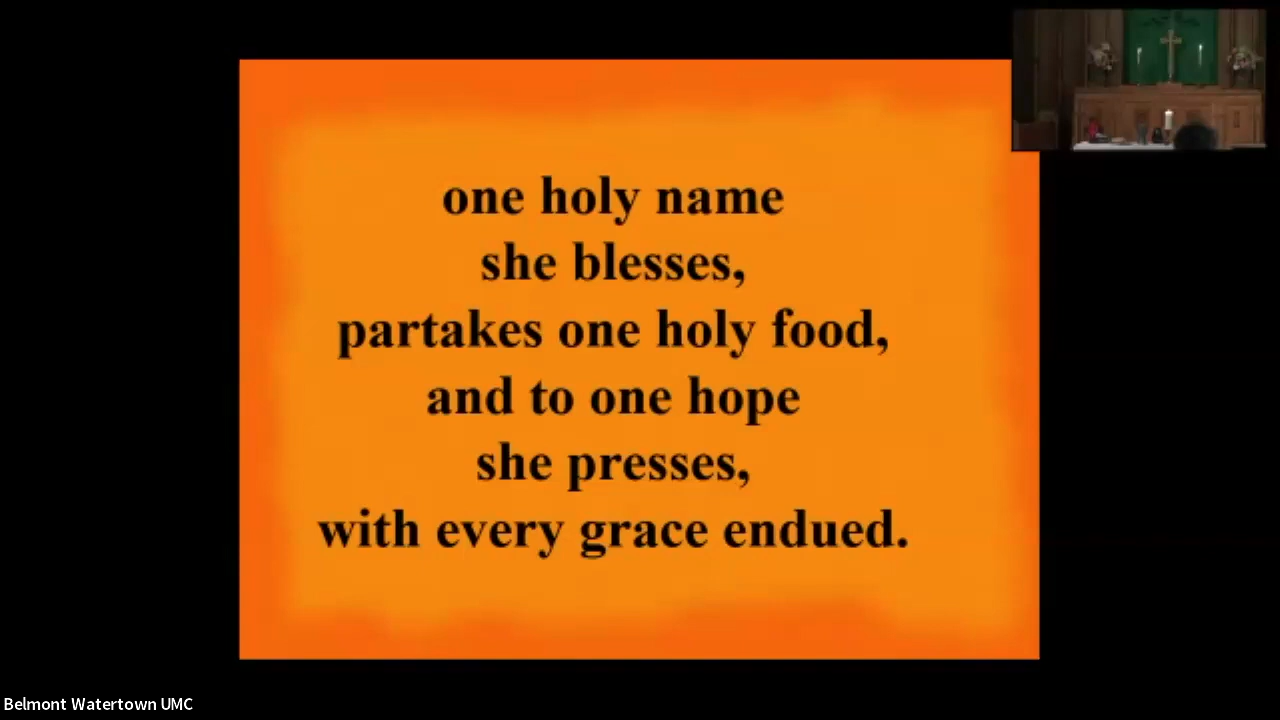 one holy name
she blesses,
partakes one holy food,
and to one hope
she presses,
with every grace endued.
Belmont Watertown UMC